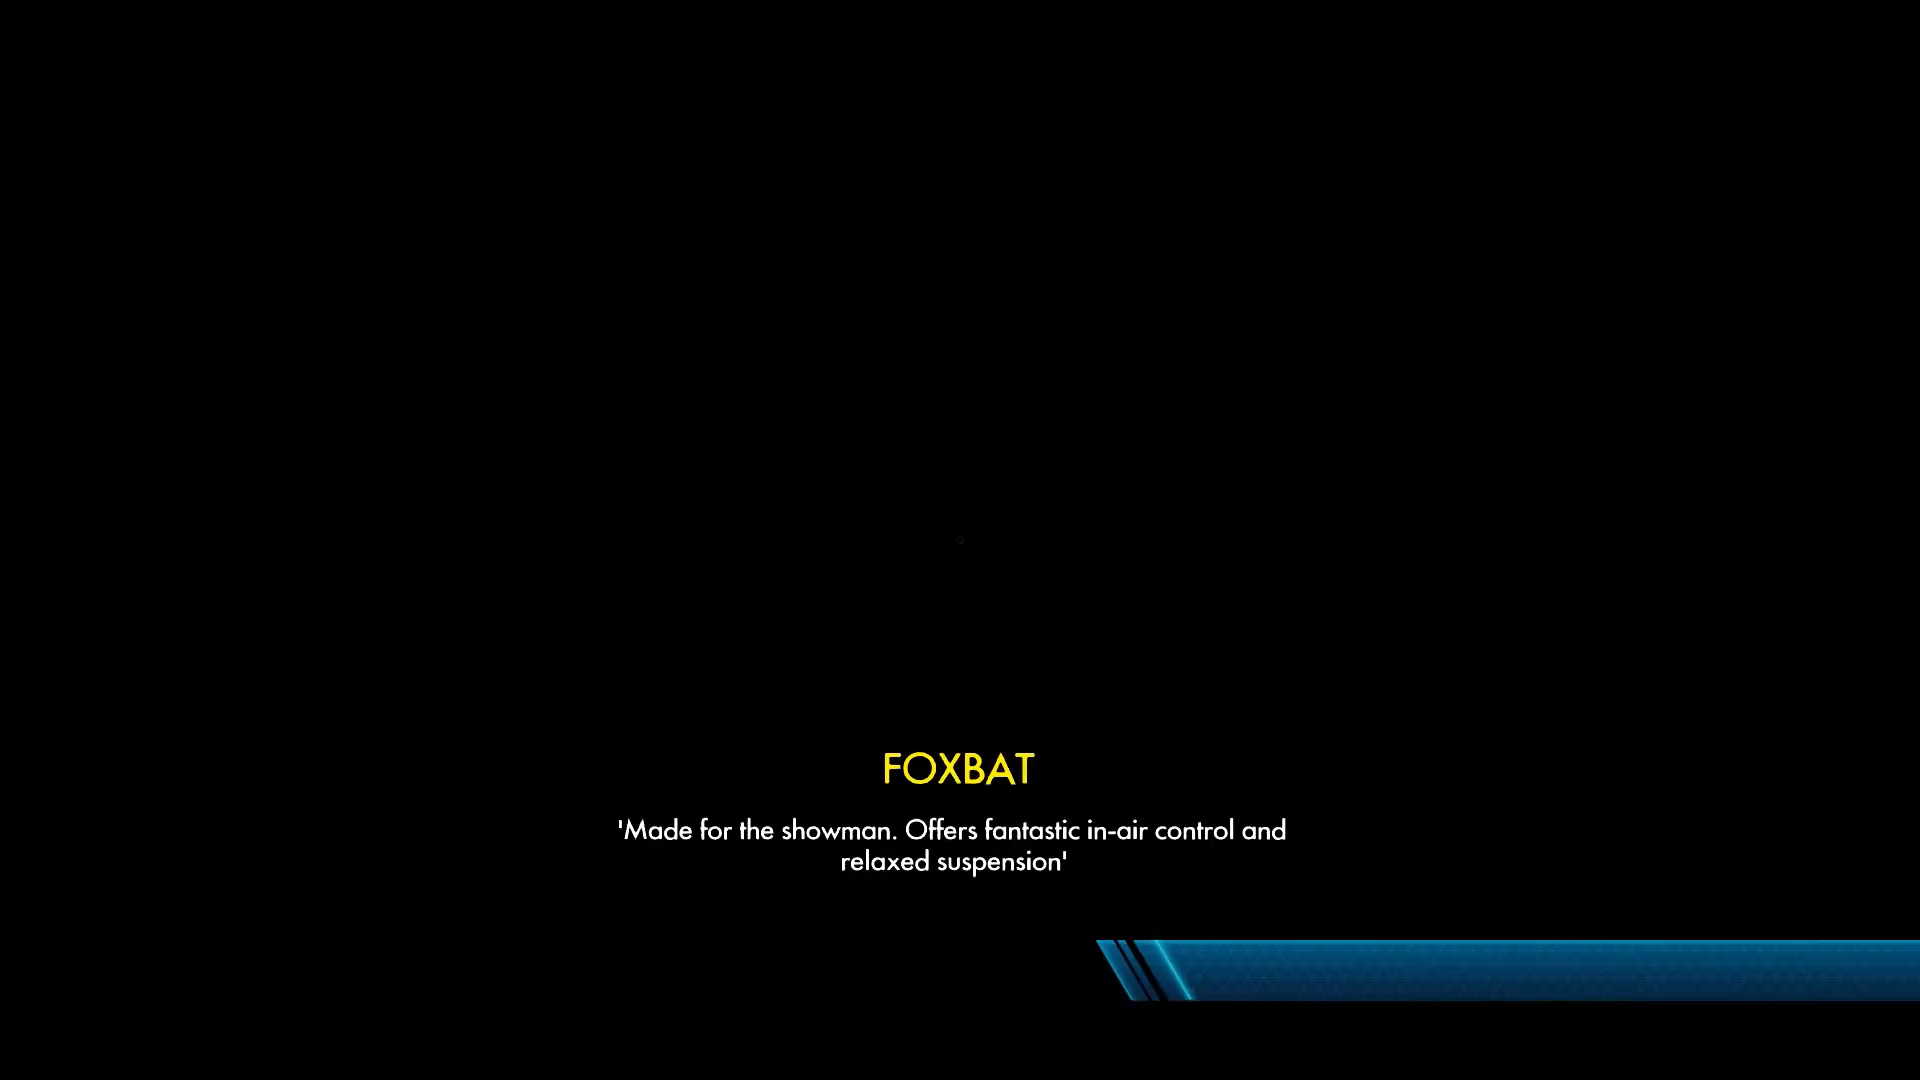 FOXBAT
'Made for the showman. Offers fantastic in-air control and
relaxed suspension'